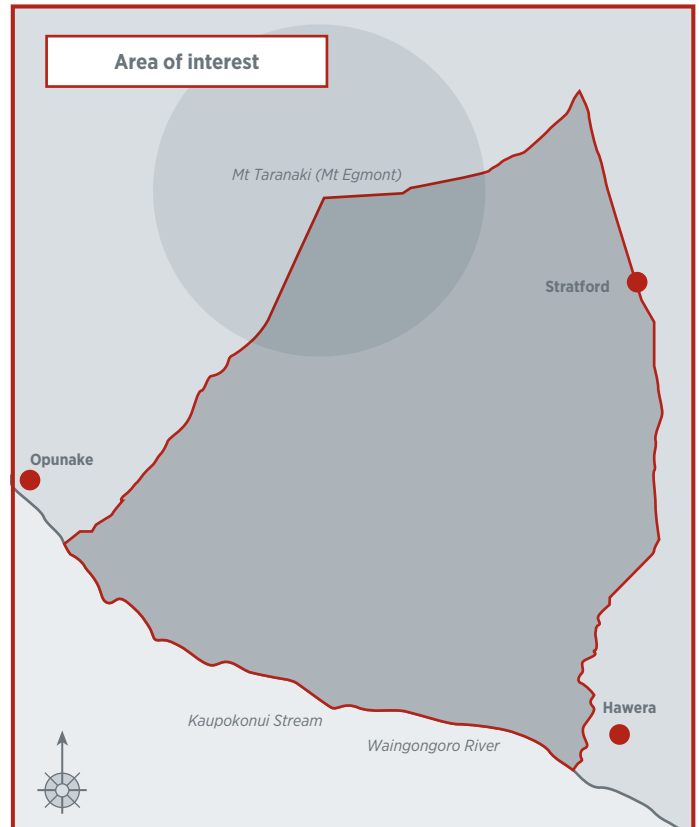 Area of interest
Mt Taranaki (Mt Egmont)
Stratford
Opunake
Hawera
Kaupokonui Stream
Waingongoro River